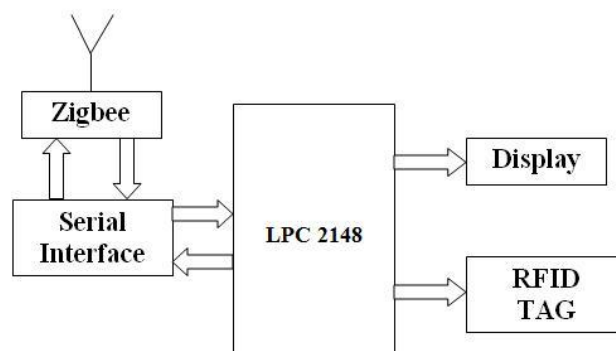 Zigbee
Serial
Interface
LPC 2148
Display
RFID
TAG